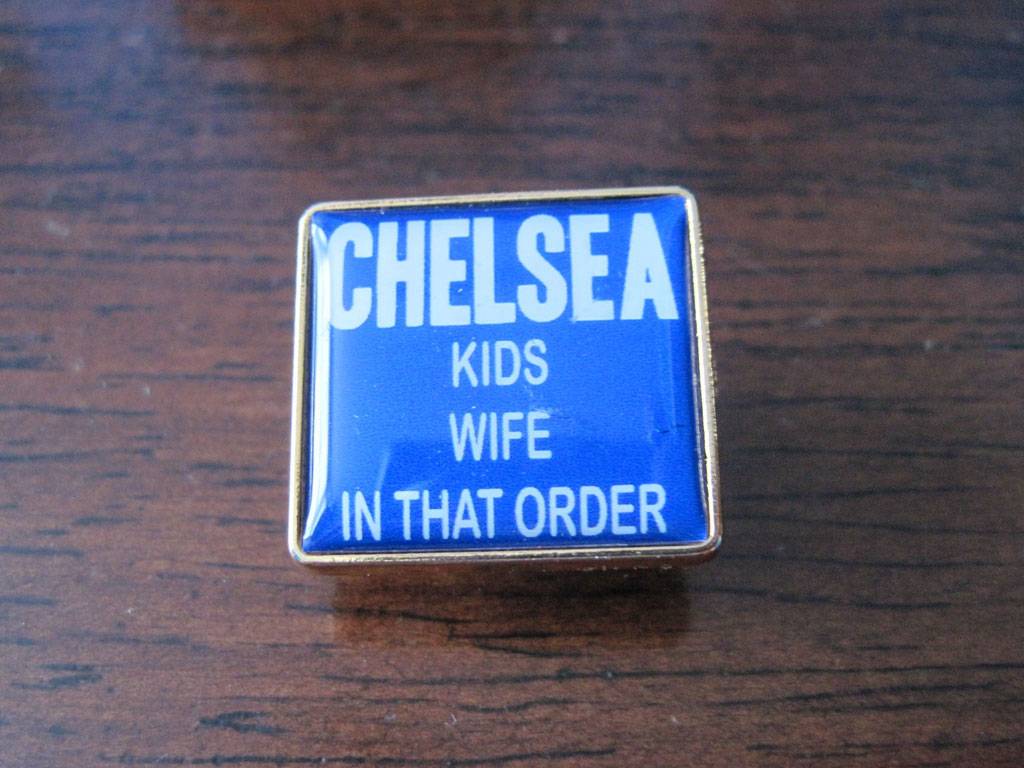 CHELSEA
KIDS
WIFE
IN THAT ORDER